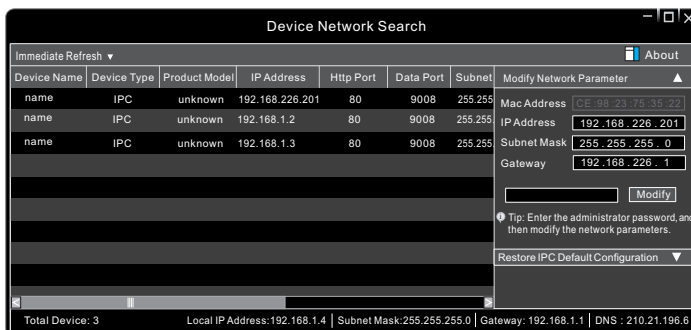 Device Network Search
Immediate Refresh ▼ About
Device Name Device Type Product Model IP Address Http Port Data Port Subnet
name IPC unknown 192.168.226.201 80 9008 255.255
name IPC unknown 192.168.1.2 80 9008 255.255.
name IPC unknown 192.168.1.3 80 9008 255.255.
Modify Network Parameter ▲
Mac Address CE :98 :23 :75 :35 :22
IP Address 192 .168 . 226 . 201
Subnet Mask 255 . 255 . 255 . 0
Gateway 192 .168 . 226 . 1
Modify
Tip: Enter the administrator password, and
then modify the network parameters.
Restore IPC Default Configuration ▼
Total Device: 3 Local IP Address:192.168.1.4 Subnet Mask:255.255.255.0 Gateway: 192.168.1.1 DNS : 210.21.196.6